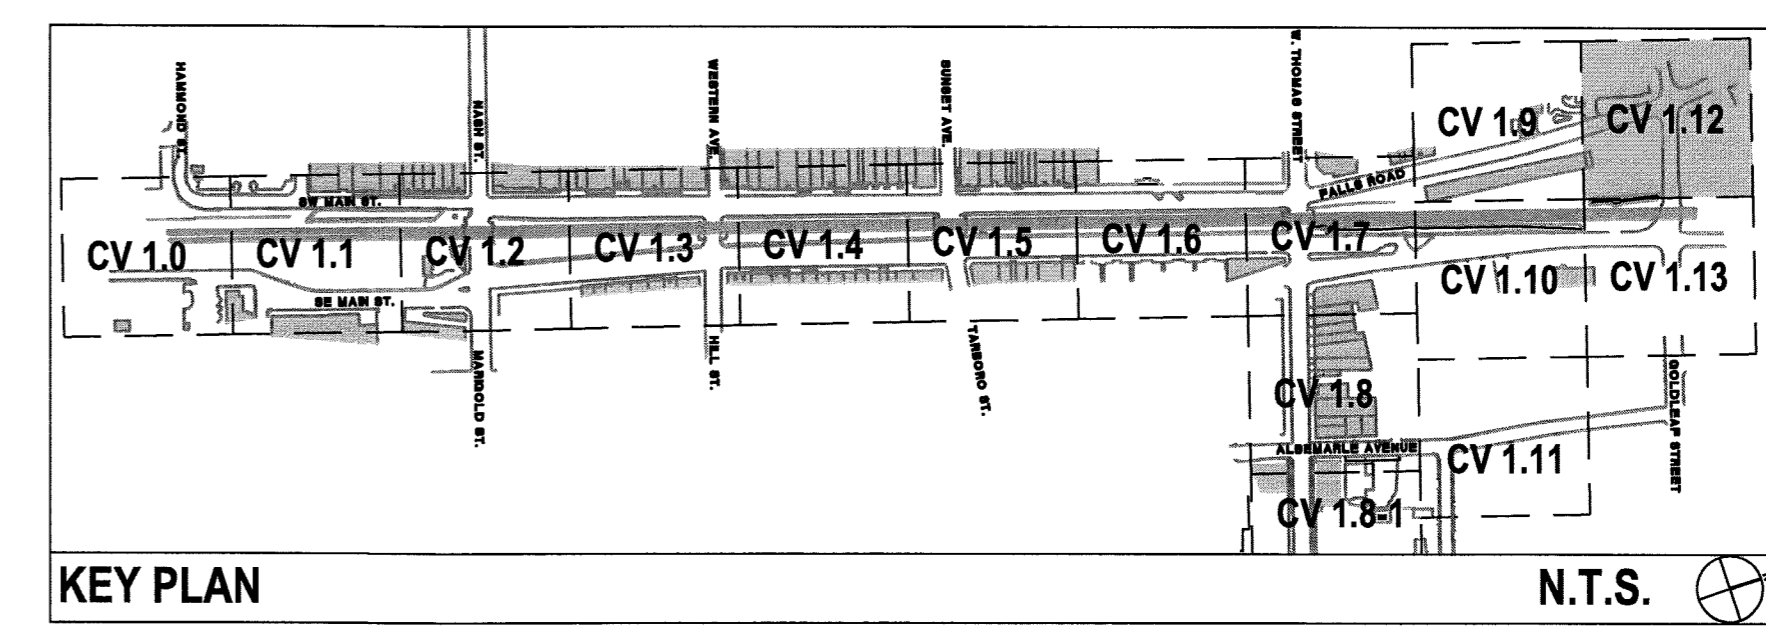 HAMMOND ST.
NASH ST.
WESTERN AVE.
SUNSET AVE.
W. THOMAS STREET
CV 1.9
CV 1.12
FALLS ROAD
SW MAIN ST.
CV 1.0
CV 1.1
CV 1.2
CV 1.3
CV 1.4
CV 1.5
CV 1.6
CV 1.7
CV 1.10
CV 1.13
SE MAIN ST.
MARIGOLD ST.
HILL ST.
TARBORO ST.
CV 1.8
GOLDLEAF STREET
ALBEMARLE AVENUE
CV 1.11
CV 1.8-1
KEY PLAN
N.T.S.